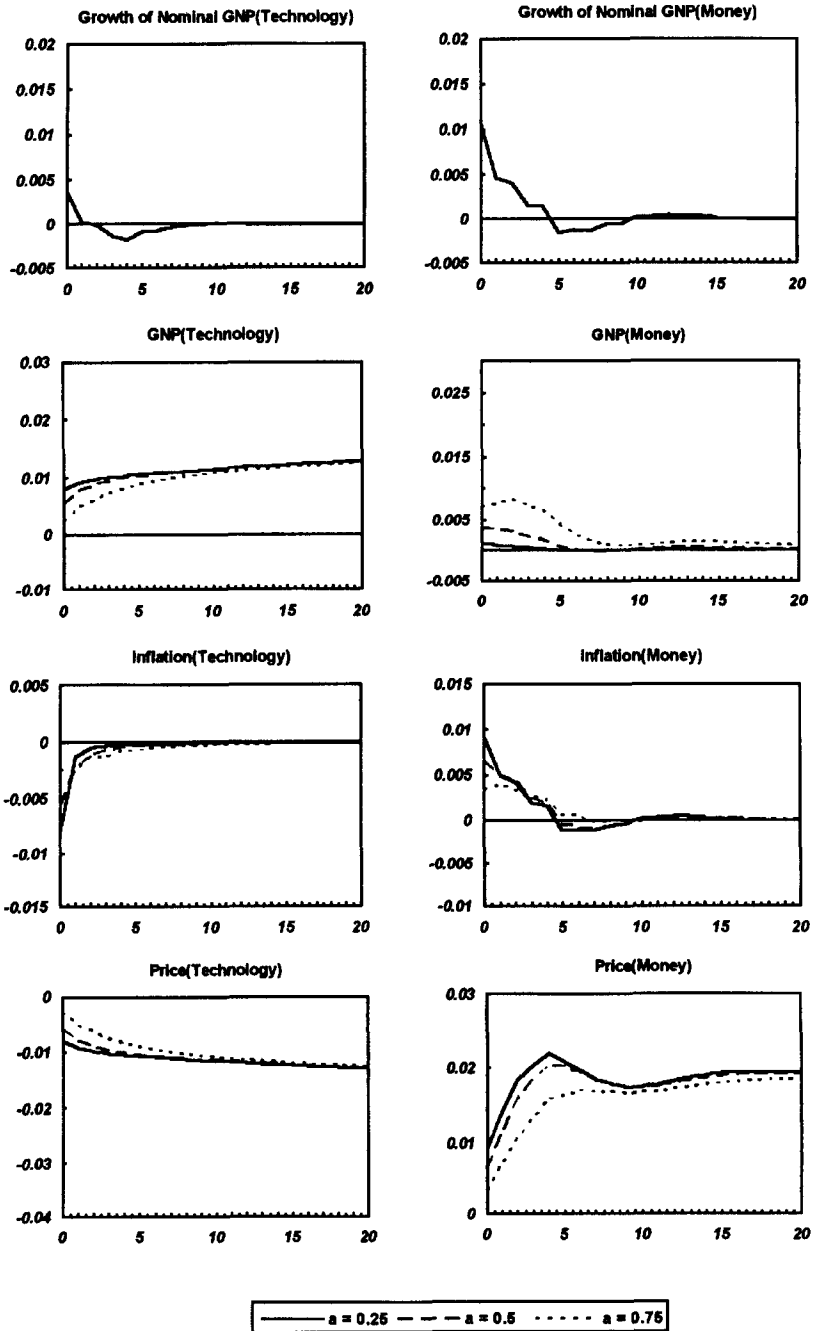 Growth of Nominal GNP(Technology)
0.02
0.015
0.01
0.005
0
-0.005
0 5 10 15 20
Growth of Nominal GNP(Money)
0.02
0.015
0.01
0.005
0
-0.005
0 5 10 15 20
GNP(Technology)
0.03
0.02
0.01
0
-0.01
0 5 10 15 20
GNP(Money)
0.025
0.015
0.005
-0.005
0 5 10 15 20
Inflation(Technology)
0.005
0
-0.005
-0.01
-0.015
0 5 10 15 20
Inflation(Money)
0.015
0.01
0.005
0
-0.005
-0.01
0 5 10 15 20
Price(Technology)
0
-0.01
-0.02
-0.03
-0.04
0 5 10 15 20
Price(Money)
0.03
0.02
0.01
0
0 5 10 15 20
a = 0.25 a = 0.5 a = 0.75